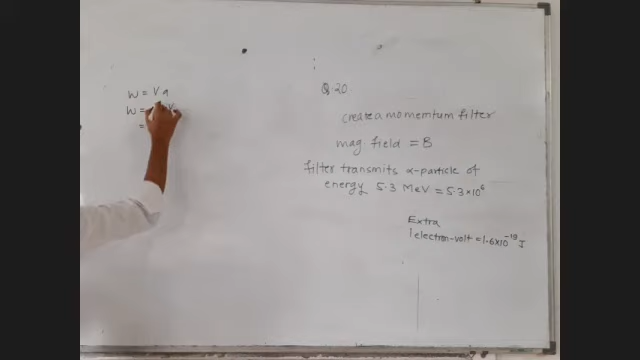 W = V q
W =
=
Q.20
create a momentum filter
mag field = B
filter transmits α-particle of
energy 5.3 MeV = 5.3×10⁶
Extra
1 electron-volt = 1.6×10⁻¹⁹ J